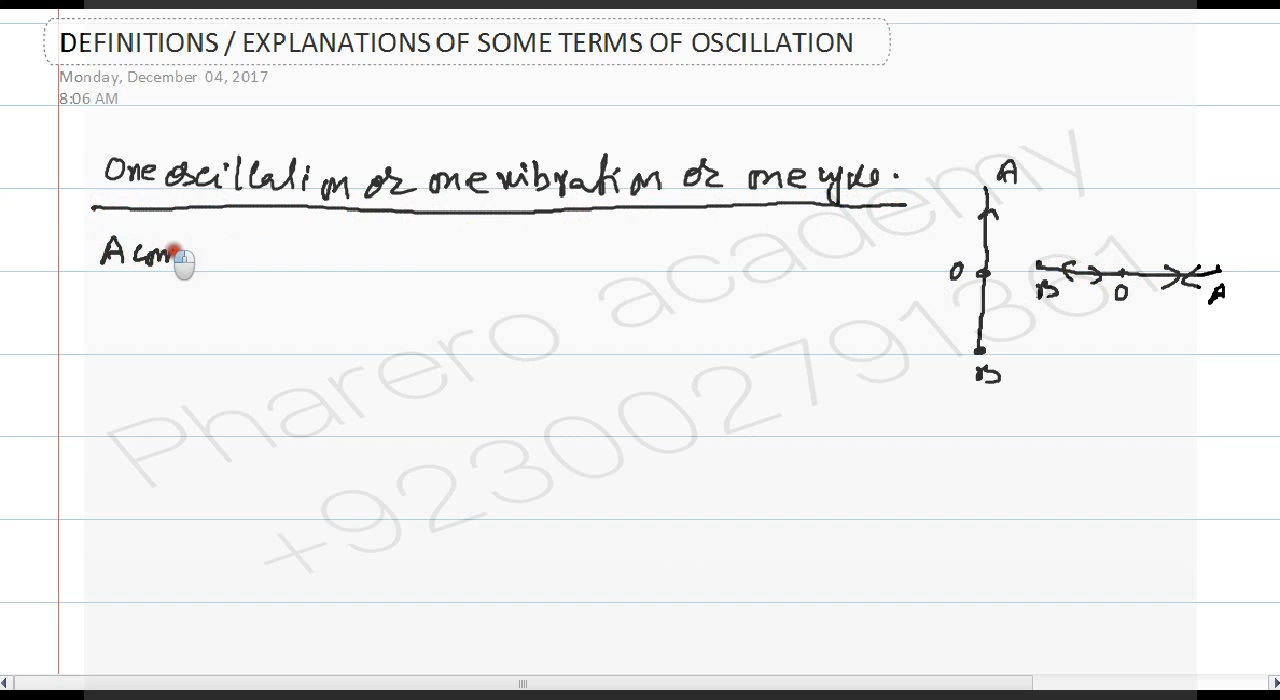 DEFINITIONS / EXPLANATIONS OF SOME TERMS OF OSCILLATION
Monday, December 04, 2017
8:06 AM
One oscillation or one vibration or one cycle.
A com
A
O
B
B
O
A
Pharero academy
+923002791361